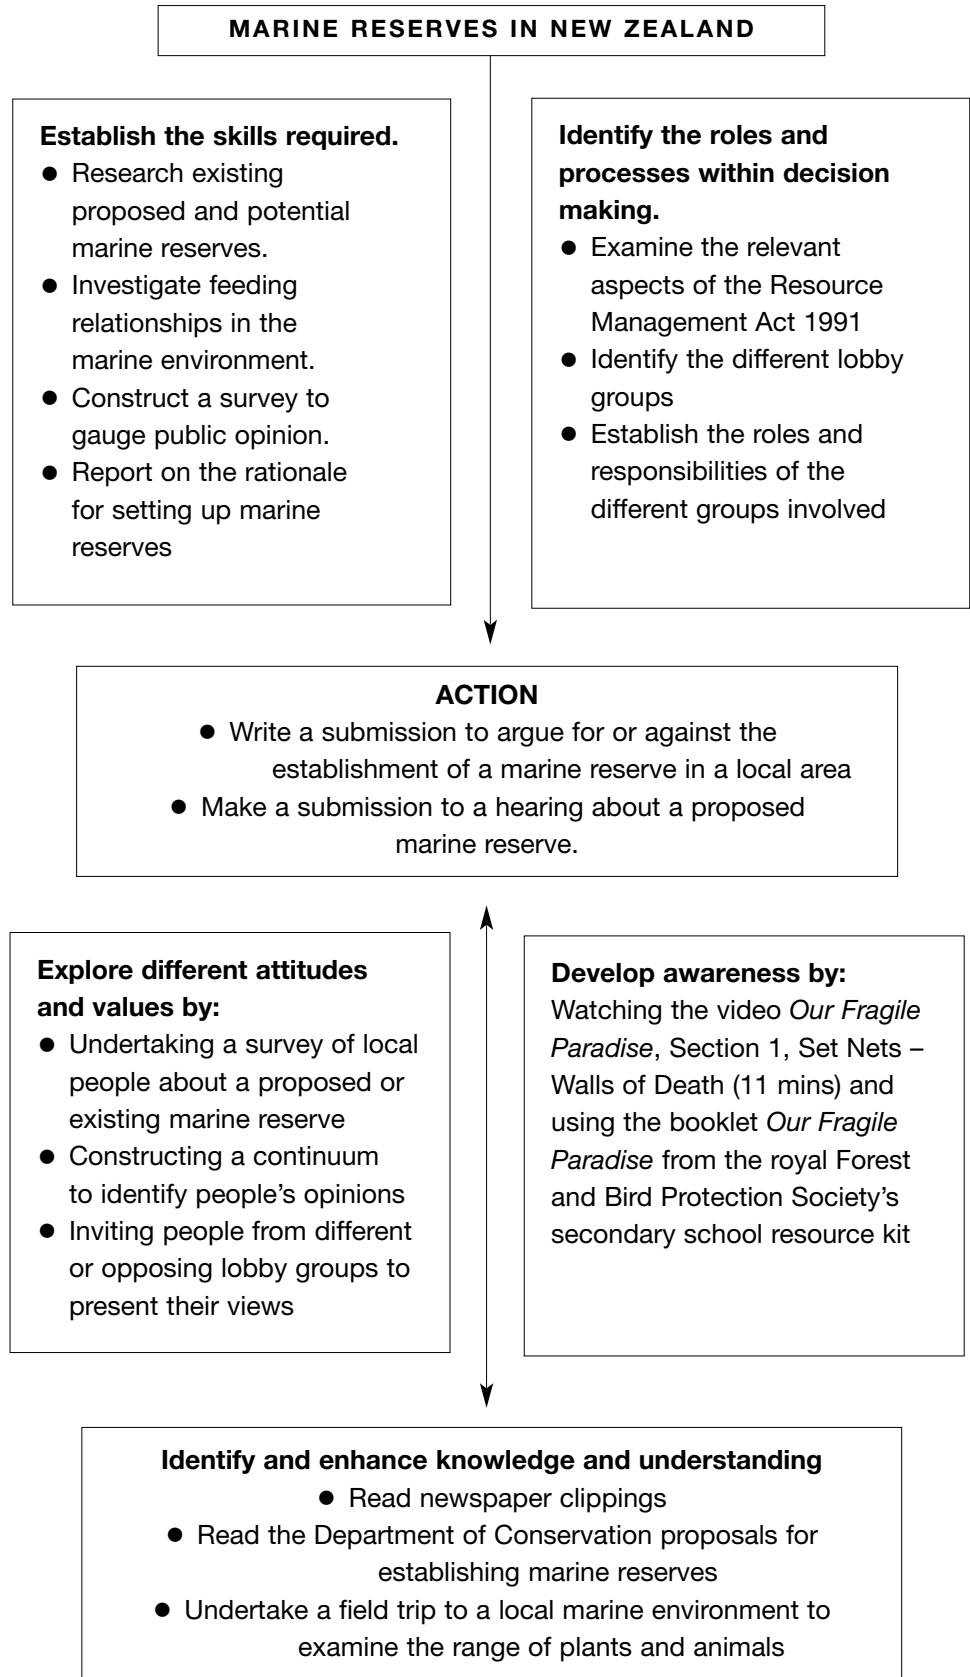 MARINE RESERVES IN NEW ZEALAND
Establish the skills required.
● Research existing
proposed and potential
marine reserves.
● Investigate feeding
relationships in the
marine environment.
● Construct a survey to
gauge public opinion.
● Report on the rationale
for setting up marine
reserves
Identify the roles and
processes within decision
making.
● Examine the relevant
aspects of the Resource
Management Act 1991
● Identify the different lobby
groups
● Establish the roles and
responsibilities of the
different groups involved
ACTION
● Write a submission to argue for or against the
establishment of a marine reserve in a local area
● Make a submission to a hearing about a proposed
marine reserve.
Explore different attitudes
and values by:
● Undertaking a survey of local
people about a proposed or
existing marine reserve
● Constructing a continuum
to identify people’s opinions
● Inviting people from different
or opposing lobby groups to
present their views
Develop awareness by:
Watching the video Our Fragile
Paradise, Section 1, Set Nets –
Walls of Death (11 mins) and
using the booklet Our Fragile
Paradise from the royal Forest
and Bird Protection Society’s
secondary school resource kit
Identify and enhance knowledge and understanding
● Read newspaper clippings
● Read the Department of Conservation proposals for
establishing marine reserves
● Undertake a field trip to a local marine environment to
examine the range of plants and animals